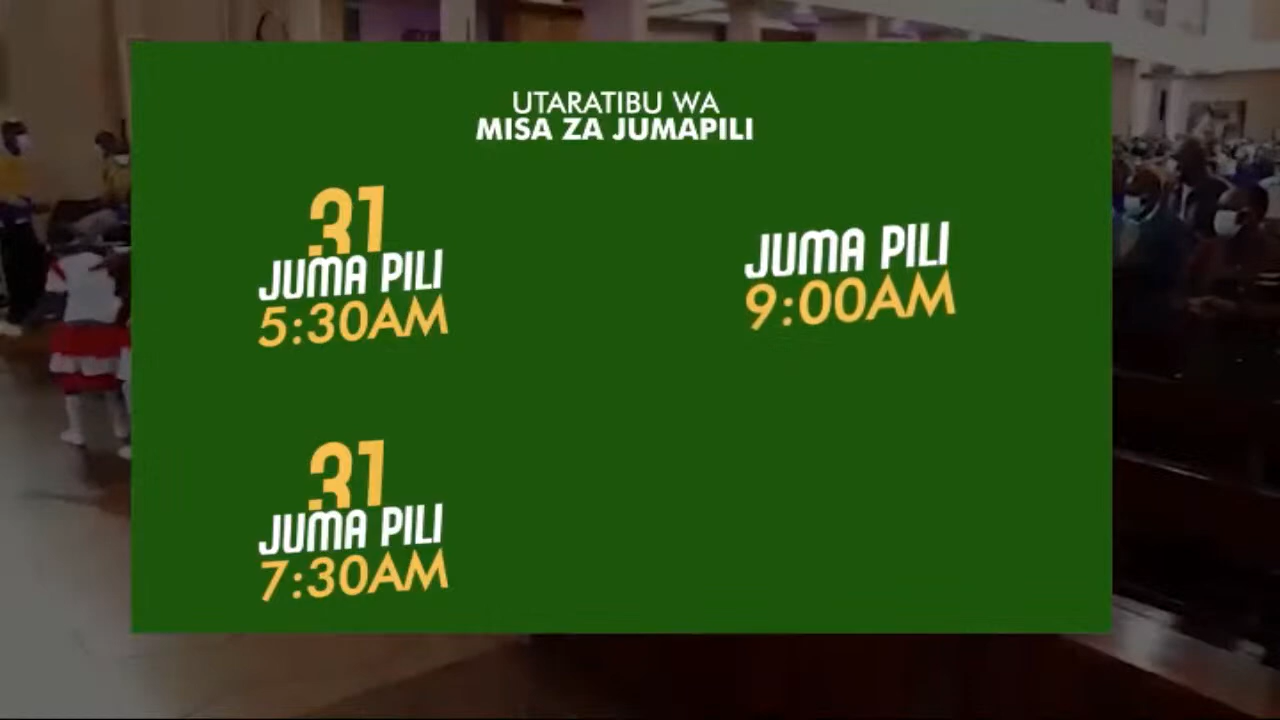 UTARATIBU WA
MISA ZA JUMAPILI
31
JUMA PILI
5:30AM
JUMA PILI
9:00AM
31
JUMA PILI
7:30AM